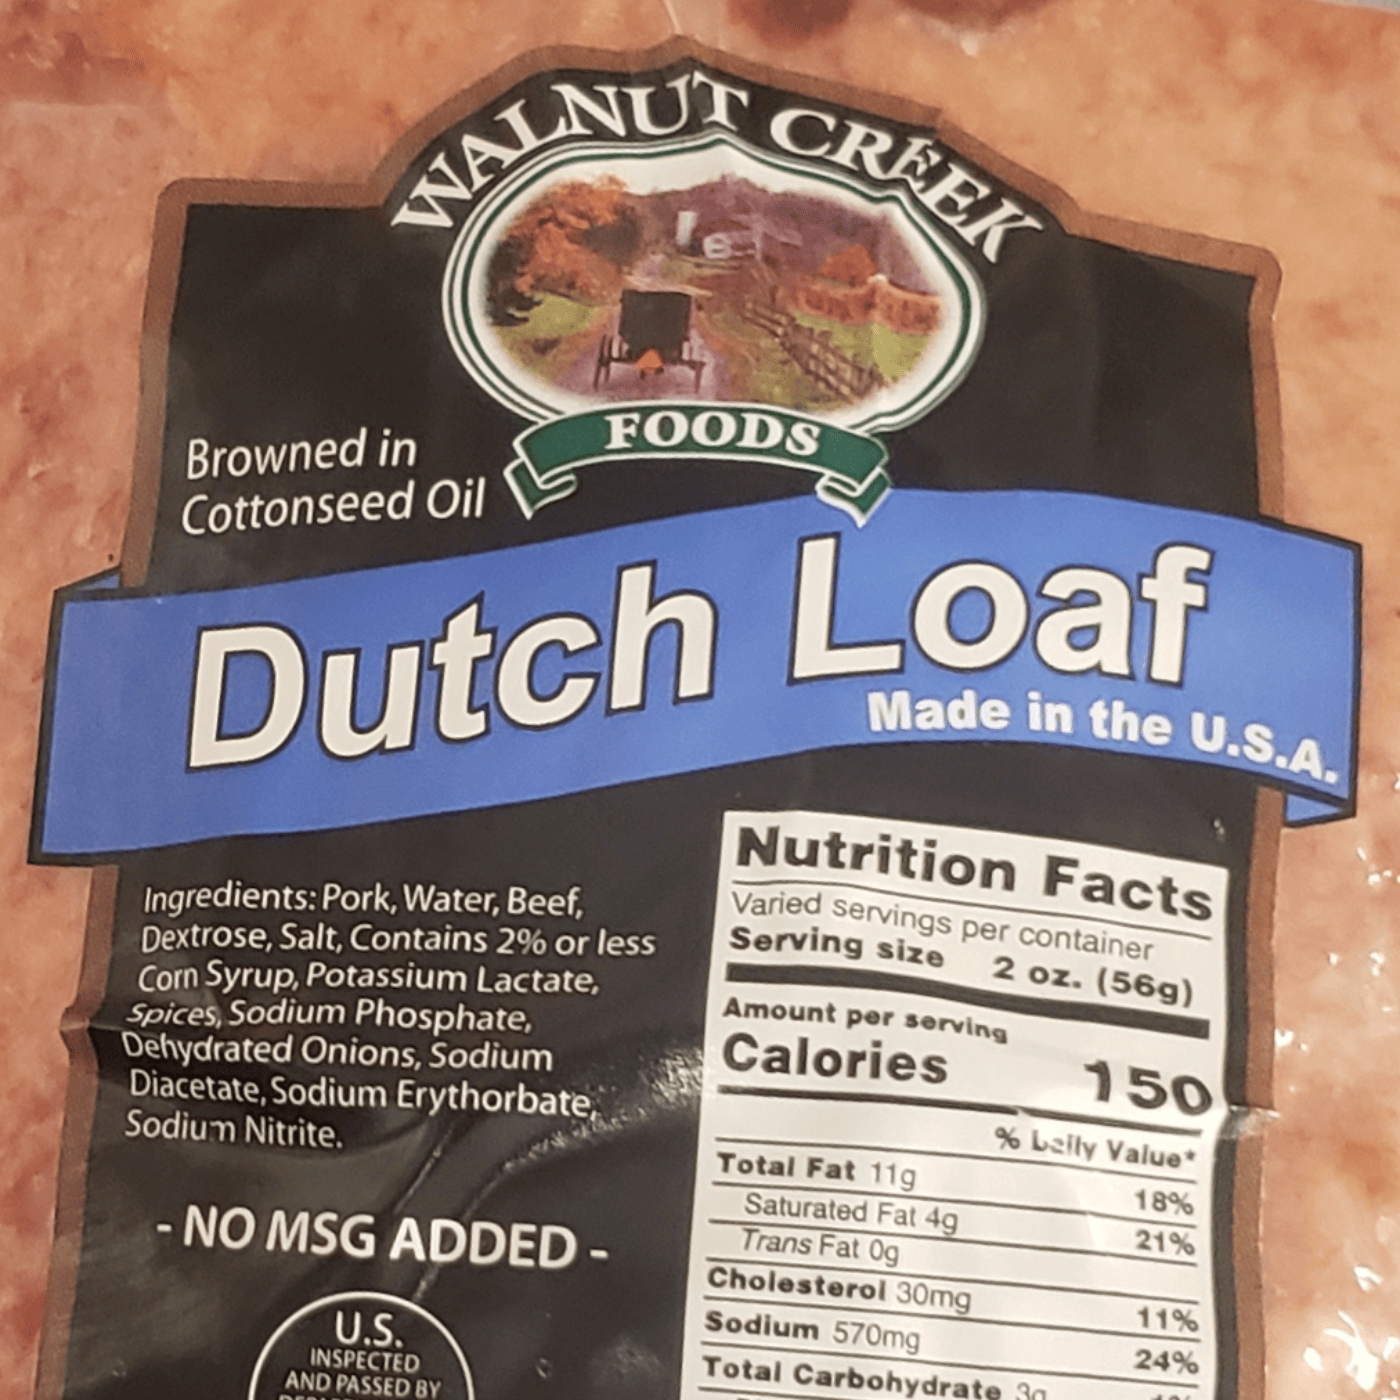 WALNUT CREEK
FOODS
Browned in
Cottonseed Oil
Dutch Loaf
Made in the U.S.A.
Ingredients: Pork, Water, Beef,
Dextrose, Salt, Contains 2% or less
Corn Syrup, Potassium Lactate,
Spices, Sodium Phosphate,
Dehydrated Onions, Sodium
Diacetate, Sodium Erythorbate,
Sodium Nitrite.
- NO MSG ADDED -
U.S.
INSPECTED
AND PASSED BY
Nutrition Facts
Varied servings per container
Serving size 2 oz. (56g)
Amount per serving
Calories 150
% Daily Value*
Total Fat 11g 18%
Saturated Fat 4g 21%
Trans Fat 0g
Cholesterol 30mg 11%
Sodium 570mg 24%
Total Carbohydrate 3g